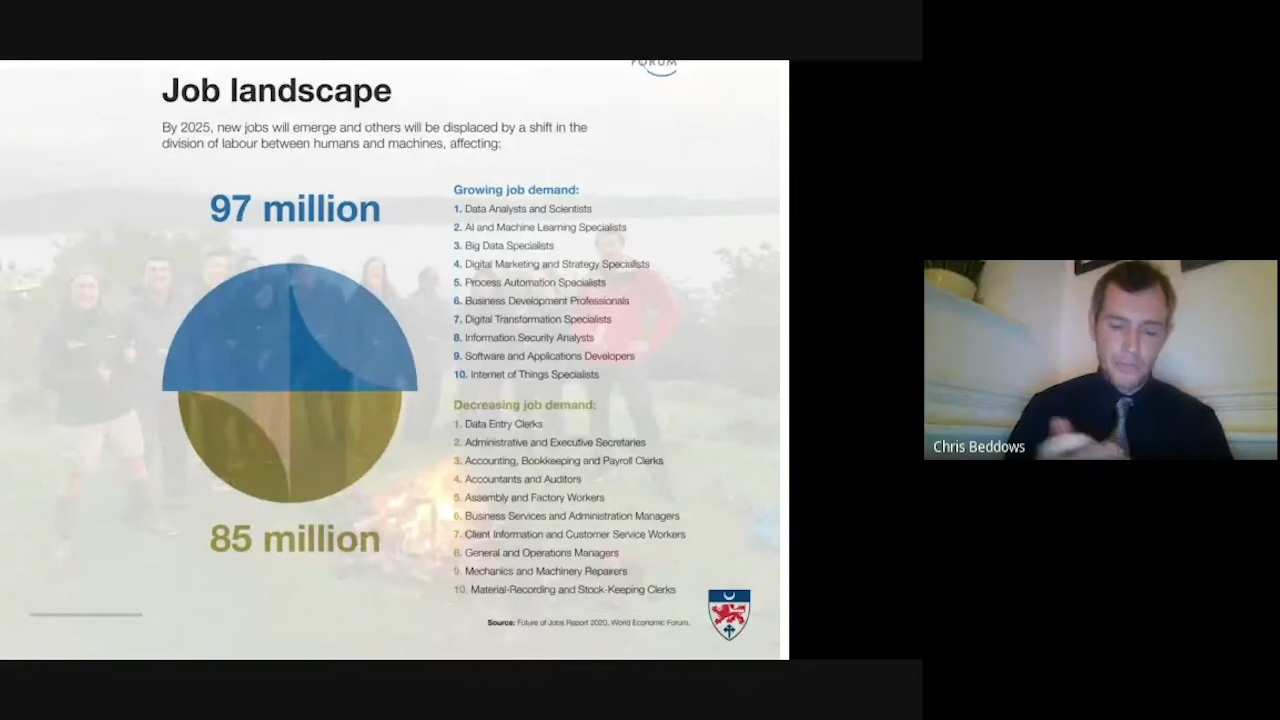 FORUM
Job landscape
By 2025, new jobs will emerge and others will be displaced by a shift in the
division of labour between humans and machines, affecting:
97 million
85 million
Growing job demand:
1. Data Analysts and Scientists
2. AI and Machine Learning Specialists
3. Big Data Specialists
4. Digital Marketing and Strategy Specialists
5. Process Automation Specialists
6. Business Development Professionals
7. Digital Transformation Specialists
8. Information Security Analysts
9. Software and Applications Developers
10. Internet of Things Specialists
Decreasing job demand:
1. Data Entry Clerks
2. Administrative and Executive Secretaries
3. Accounting, Bookkeeping and Payroll Clerks
4. Accountants and Auditors
5. Assembly and Factory Workers
6. Business Services and Administration Managers
7. Client Information and Customer Service Workers
8. General and Operations Managers
9. Mechanics and Machinery Repairers
10. Material-Recording and Stock-Keeping Clerks
Source: Future of Jobs Report 2020, World Economic Forum.
Chris Beddows